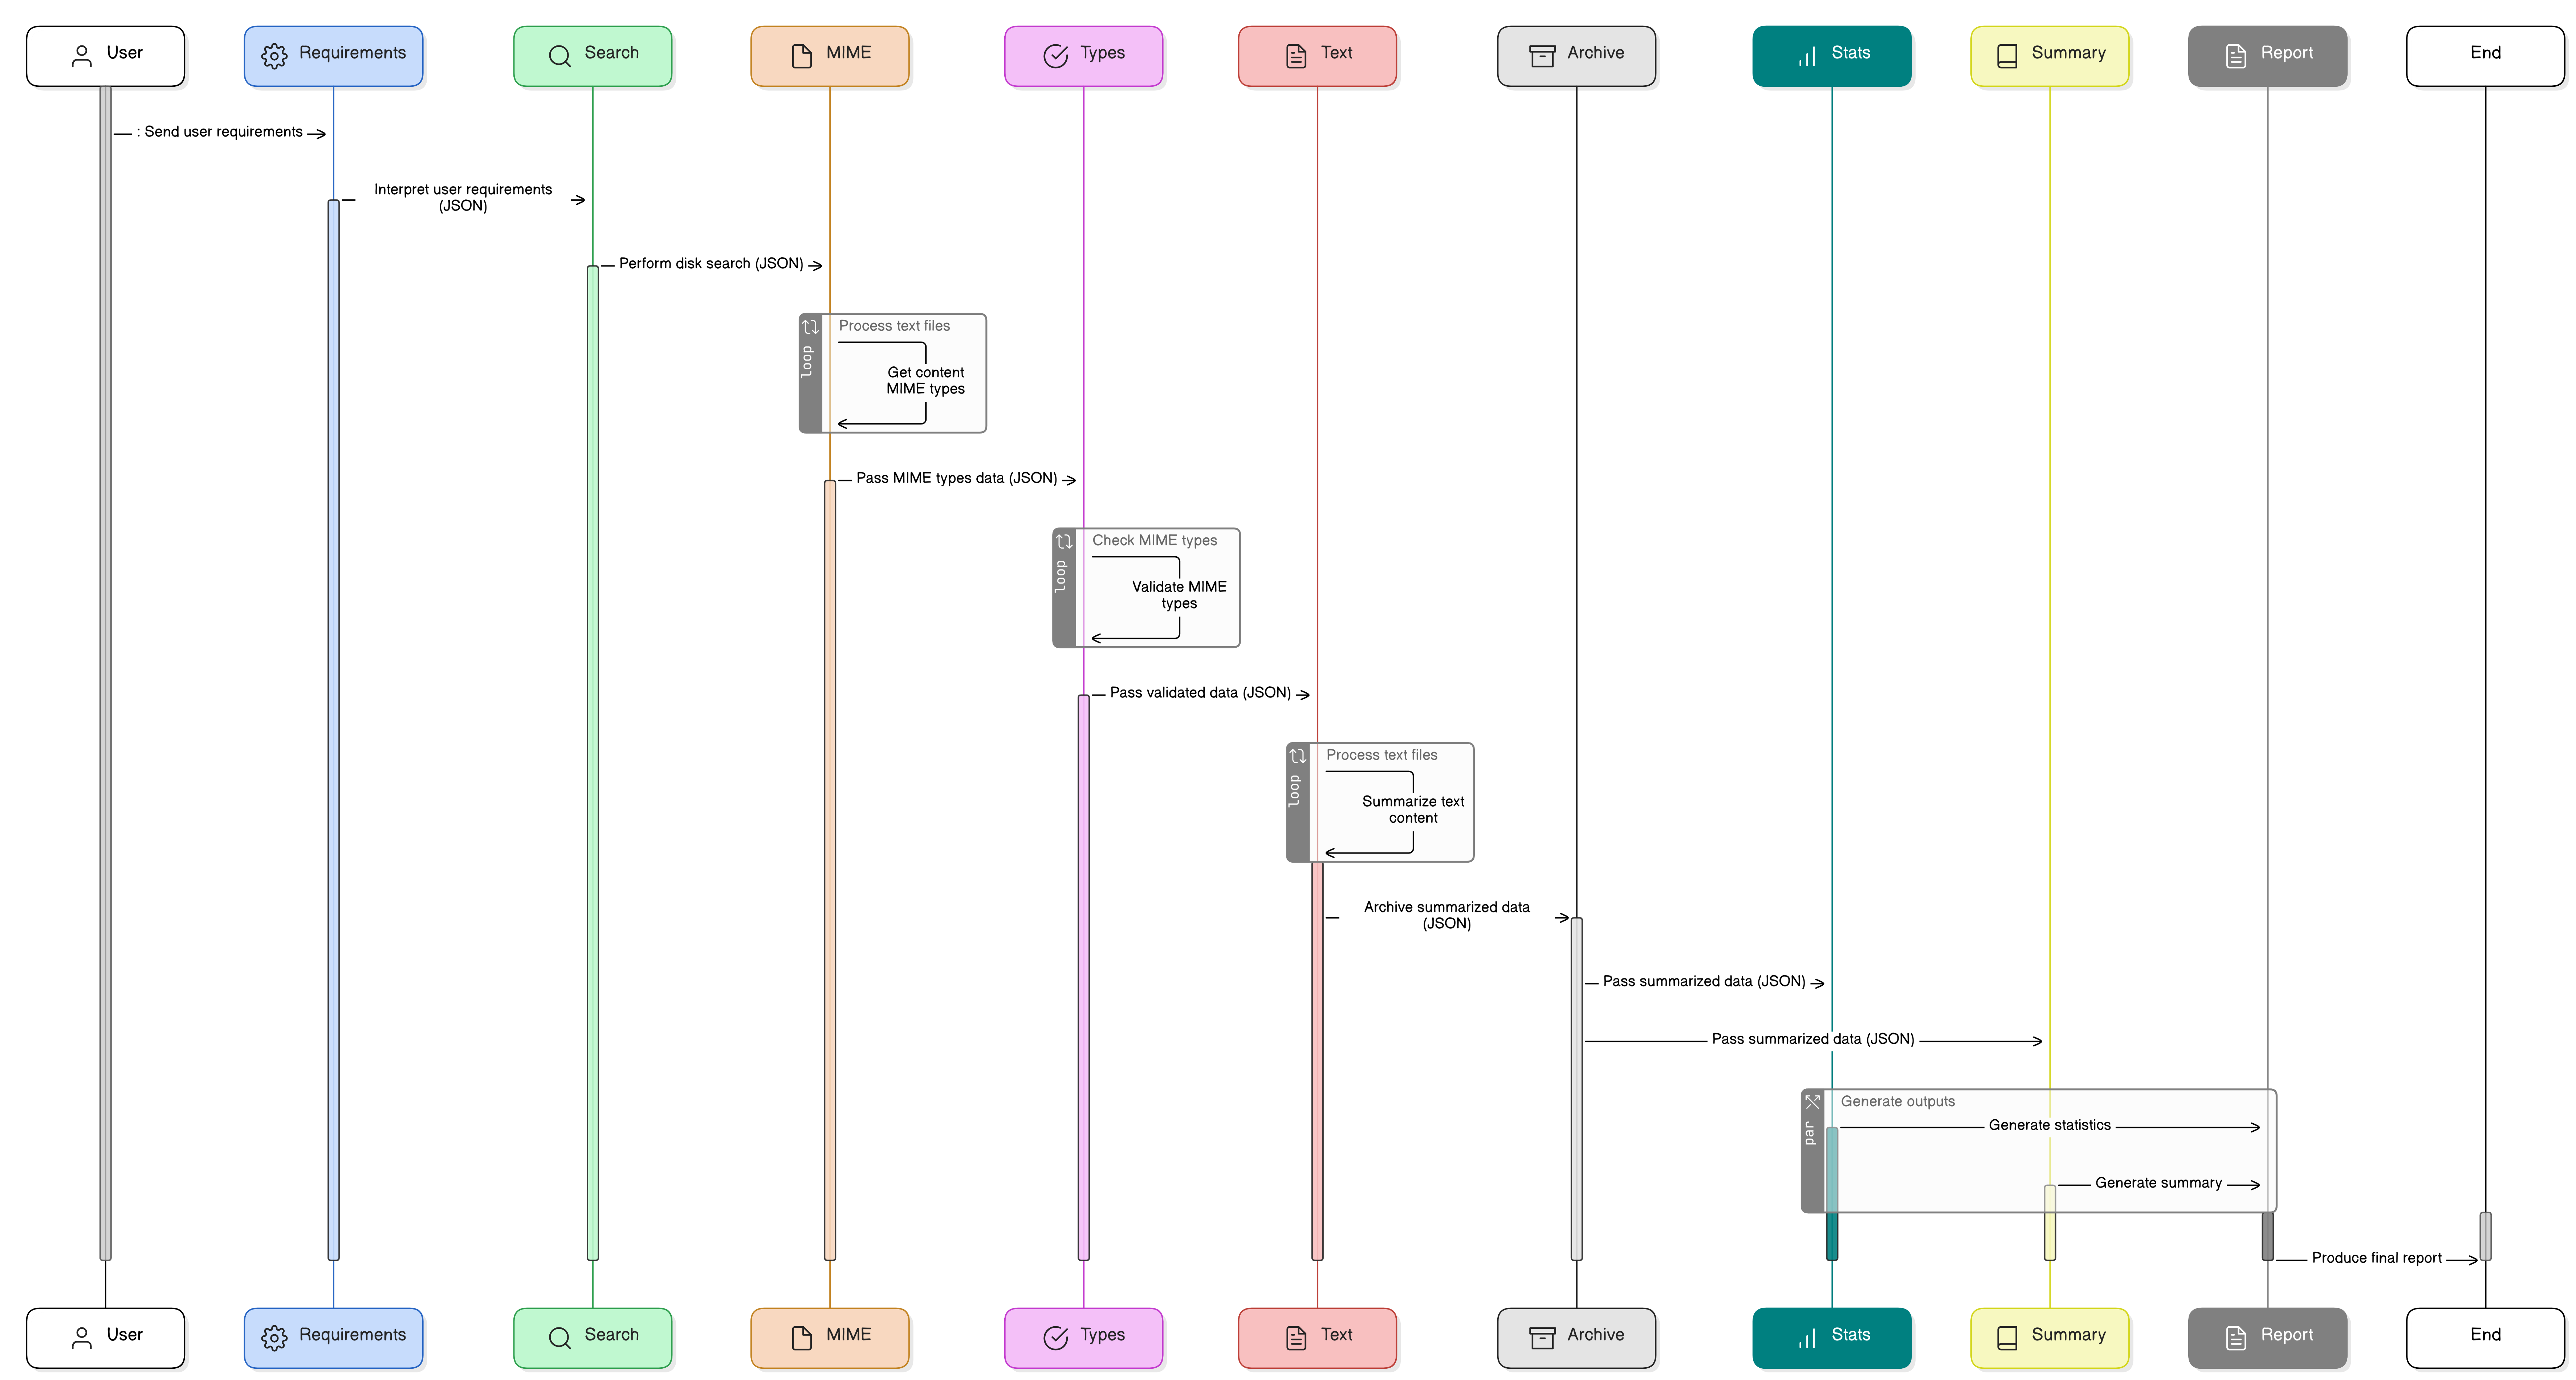 User
Requirements
Search
MIME
Types
Text
Archive
Stats
Summary
Report
End
: Send user requirements
Interpret user requirements
(JSON)
Perform disk search (JSON)
loop
Process text files
Get content
MIME types
Pass MIME types data (JSON)
loop
Check MIME types
Validate MIME
types
Pass validated data (JSON)
loop
Process text files
Summarize text
content
Archive summarized data
(JSON)
Pass summarized data (JSON)
Pass summarized data (JSON)
par
Generate outputs
Generate statistics
Generate summary
Produce final report
User
Requirements
Search
MIME
Types
Text
Archive
Stats
Summary
Report
End